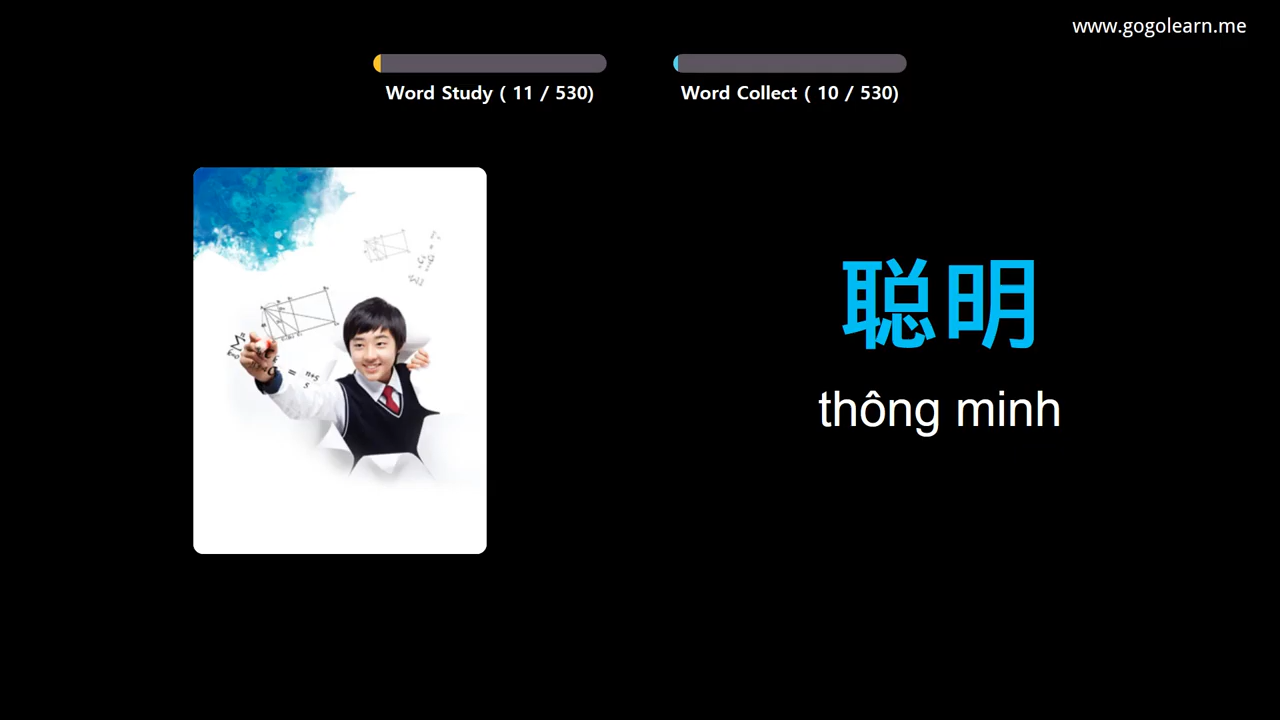 www.gogolearn.me
Word Study ( 11 / 530)
Word Collect ( 10 / 530)
聪明
thông minh